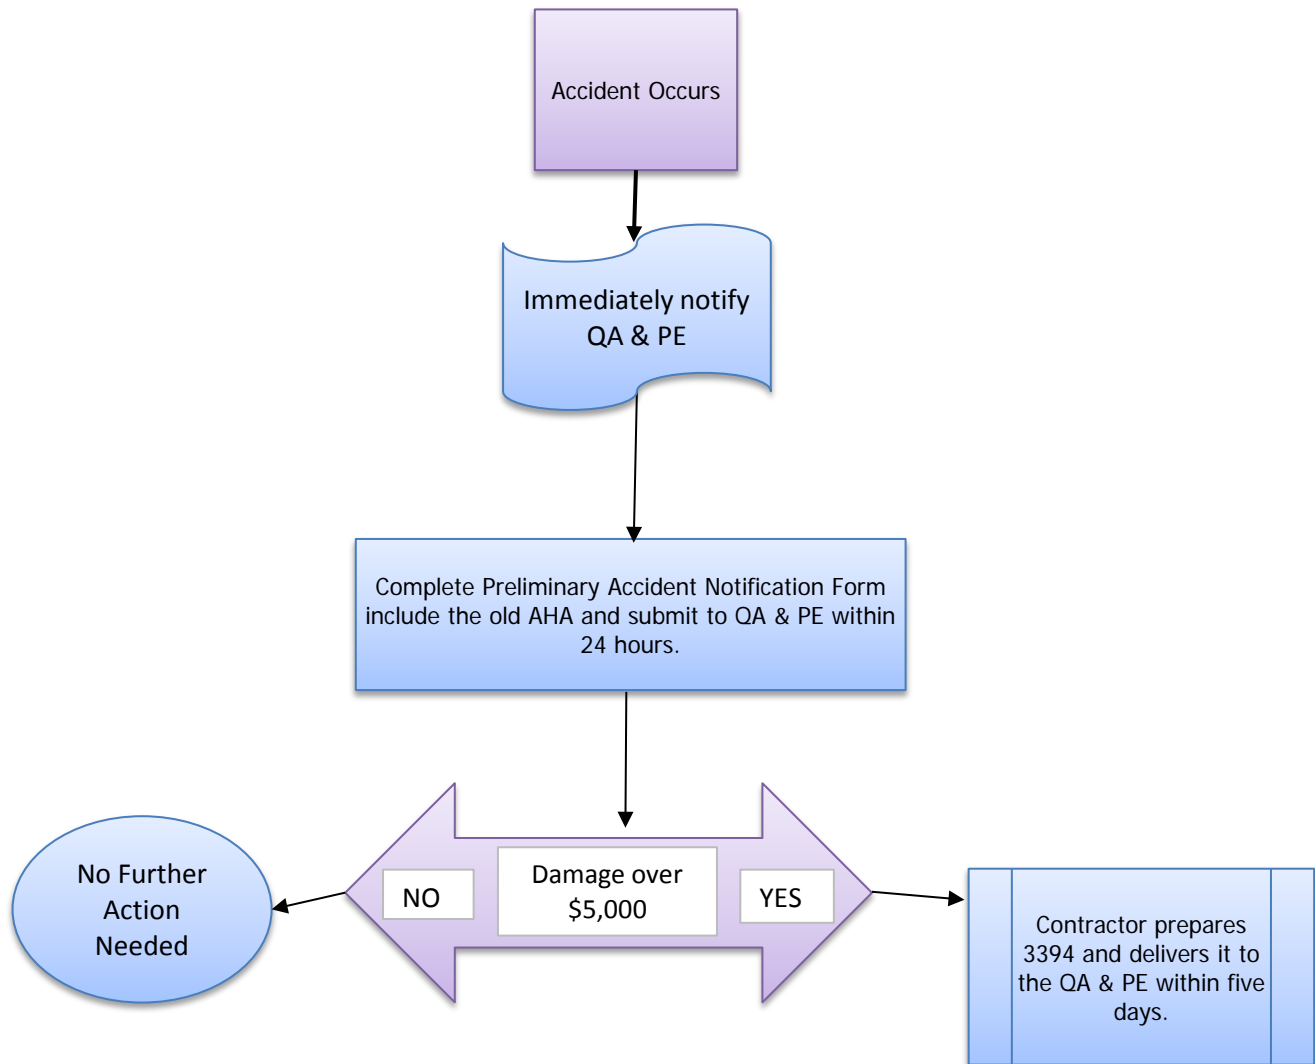 Accident Occurs
Immediately notify
QA & PE
Complete Preliminary Accident Notification Form
include the old AHA and submit to QA & PE within
24 hours.
No Further
Action
Needed
NO
Damage over
$5,000
YES
Contractor prepares
3394 and delivers it to
the QA & PE within five
days.